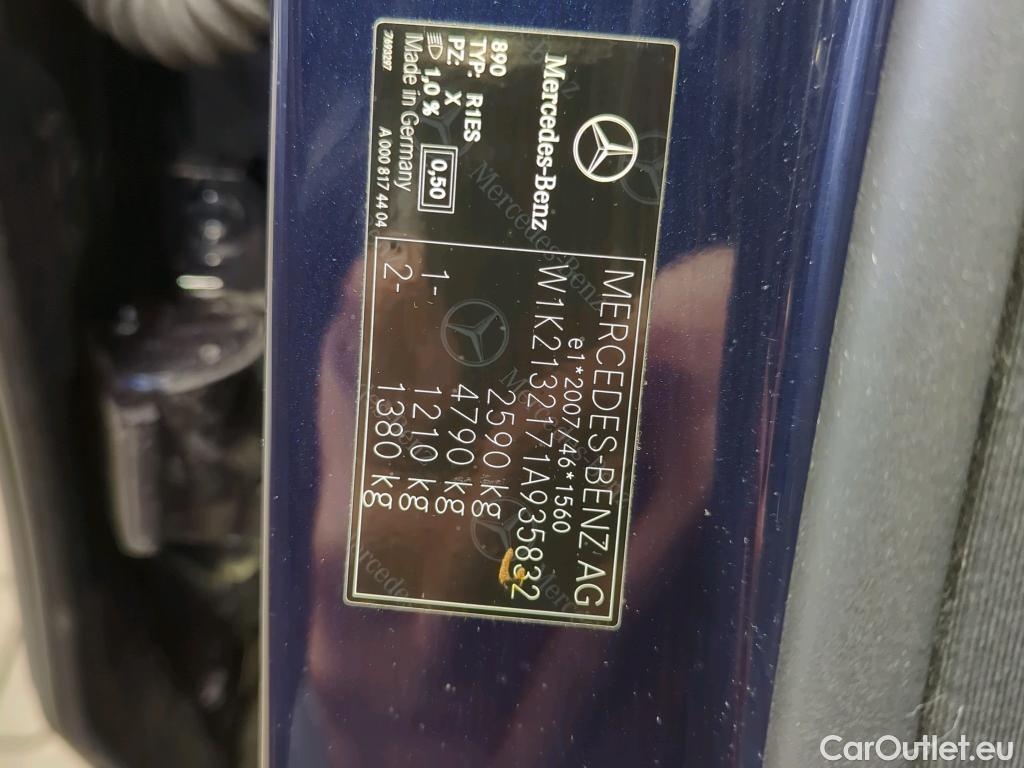 Mercedes-Benz
890
TYP: R1ES
PZ: X
1,0 % 0,50
Made in Germany
2693207
A 000 817 44 04
MERCEDES-BENZ AG
e1*2007/46*1560
W1K2132171A935832
2590 kg
4790 kg
1- 1210 kg
2- 1380 kg
CarOutlet.eu